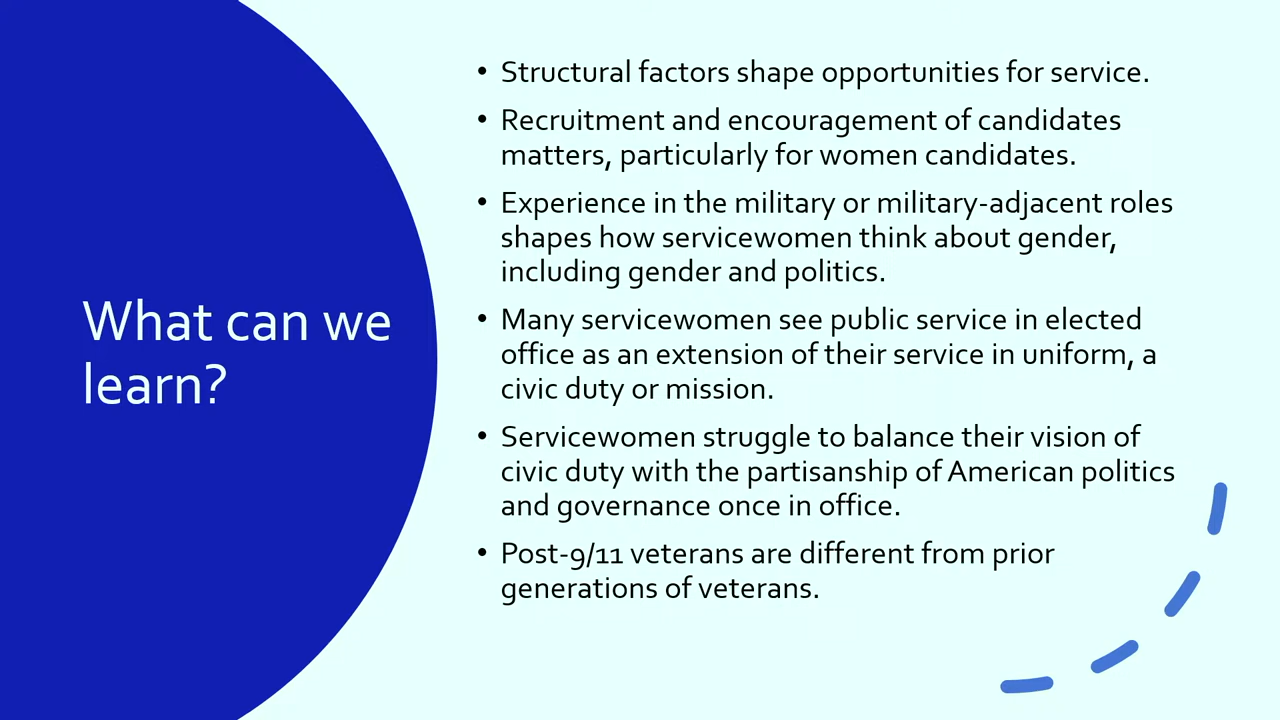 What can we
learn?
• Structural factors shape opportunities for service.
• Recruitment and encouragement of candidates
matters, particularly for women candidates.
• Experience in the military or military-adjacent roles
shapes how servicewomen think about gender,
including gender and politics.
• Many servicewomen see public service in elected
office as an extension of their service in uniform, a
civic duty or mission.
• Servicewomen struggle to balance their vision of
civic duty with the partisanship of American politics
and governance once in office.
• Post-9/11 veterans are different from prior
generations of veterans.